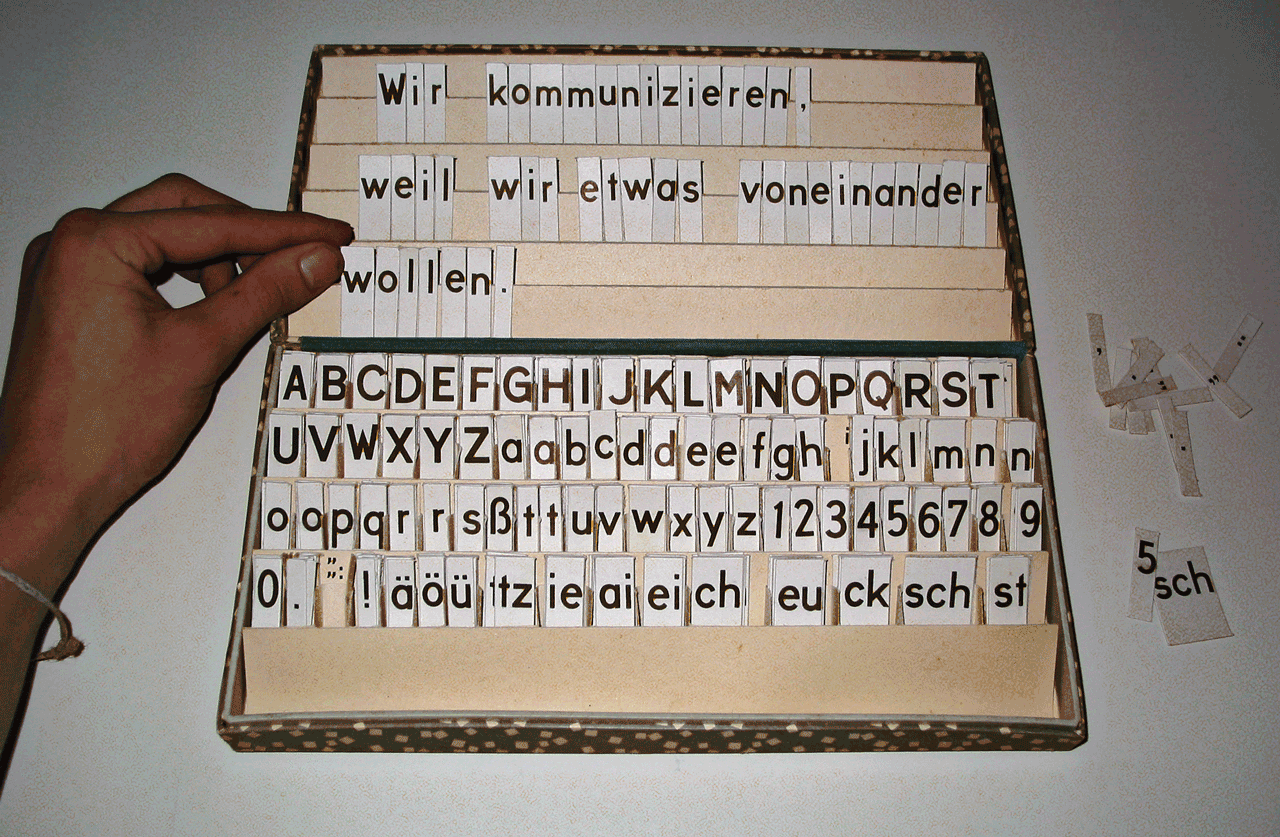 Wir kommunizieren,
weil wir etwas voneinander
wollen.
A B C D E F G H I J K L M N O P Q R S T
U V W X Y Z a a b c d d e e f g h i j k l m n n
o o p q r r s ß t t u v w x y z 1 2 3 4 5 6 7 8 9
0 . ! ä ö ü tz ie ai ei ch eu ck sch st
5
sch